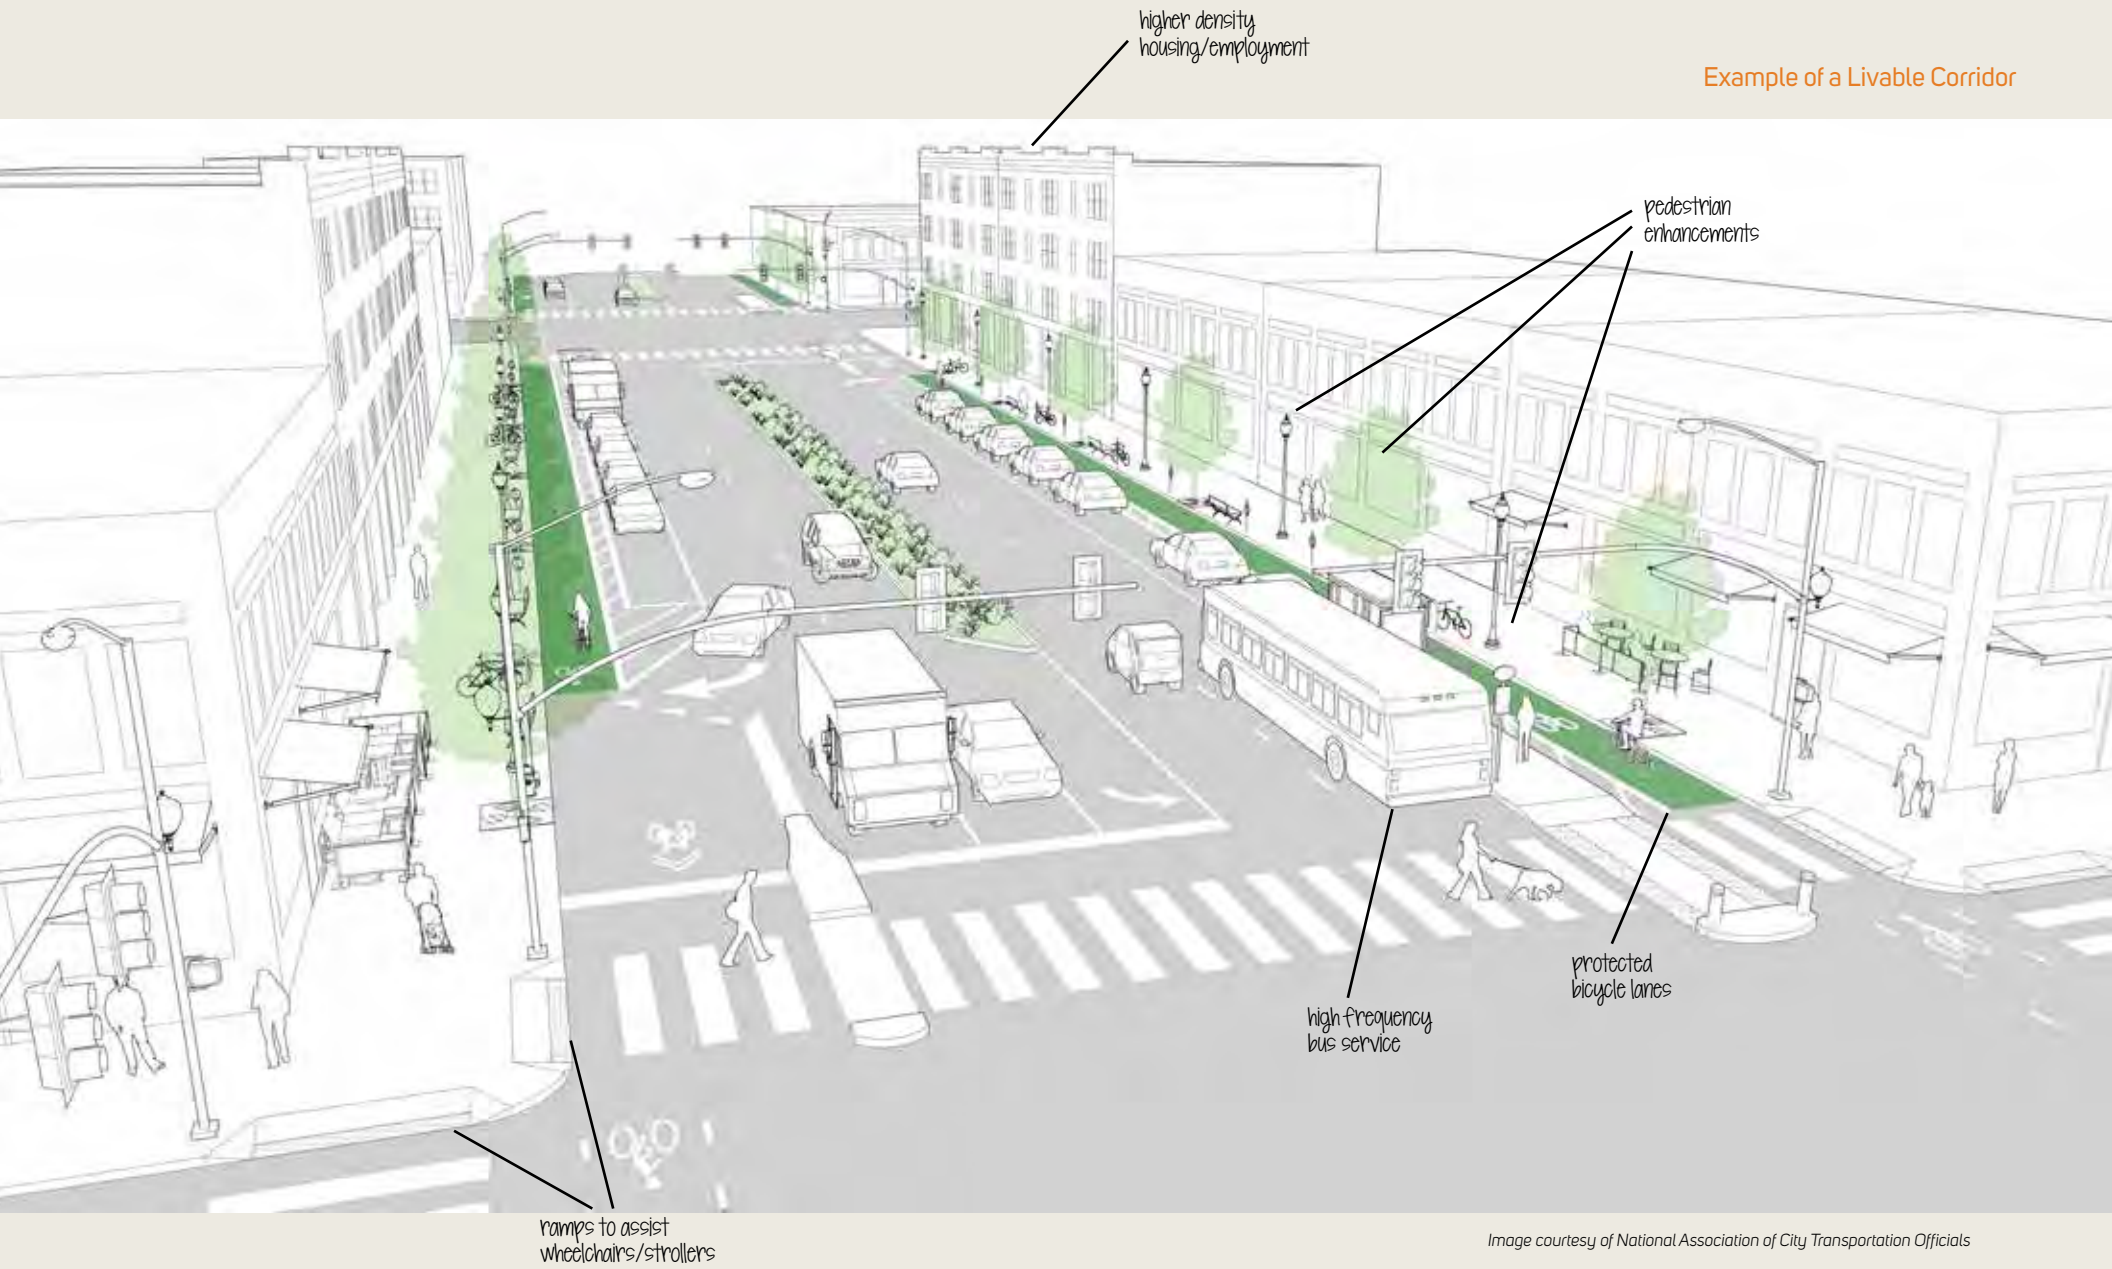 higher density
housing/employment
Example of a Livable Corridor
pedestrian
enhancements
protected
bicycle lanes
high frequency
bus service
ramps to assist
wheelchairs/strollers
Image courtesy of National Association of City Transportation Officials